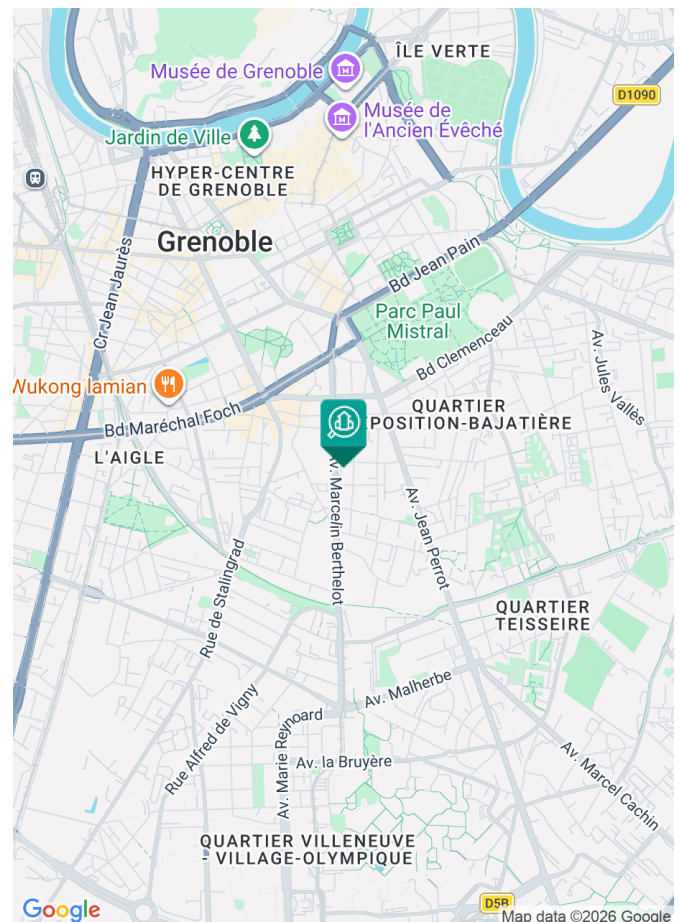 ÎLE VERTE
Musée de Grenoble
D1090
Musée de
l'Ancien Évêché
Jardin de Ville
HYPER-CENTRE
DE GRENOBLE
Grenoble
Bd Jean Pain
Cr Jean Jaurès
Parc Paul
Mistral
Bd Clemenceau
Av. Jules Vallès
Wukong lamian
Bd Maréchal Foch
QUARTIER
POSITION-BAJATIÈRE
L'AIGLE
Av. Marcelin Berthelot
Av. Jean Perrot
Rue de Stalingrad
QUARTIER
TEISSEIRE
Av. Malherbe
Rue Alfred de Vigny
Av. Marie Reynoard
Av. la Bruyère
Av. Marcel Cachin
QUARTIER VILLENEUVE
- VILLAGE-OLYMPIQUE
D5B
Google
Map data ©2026 Google